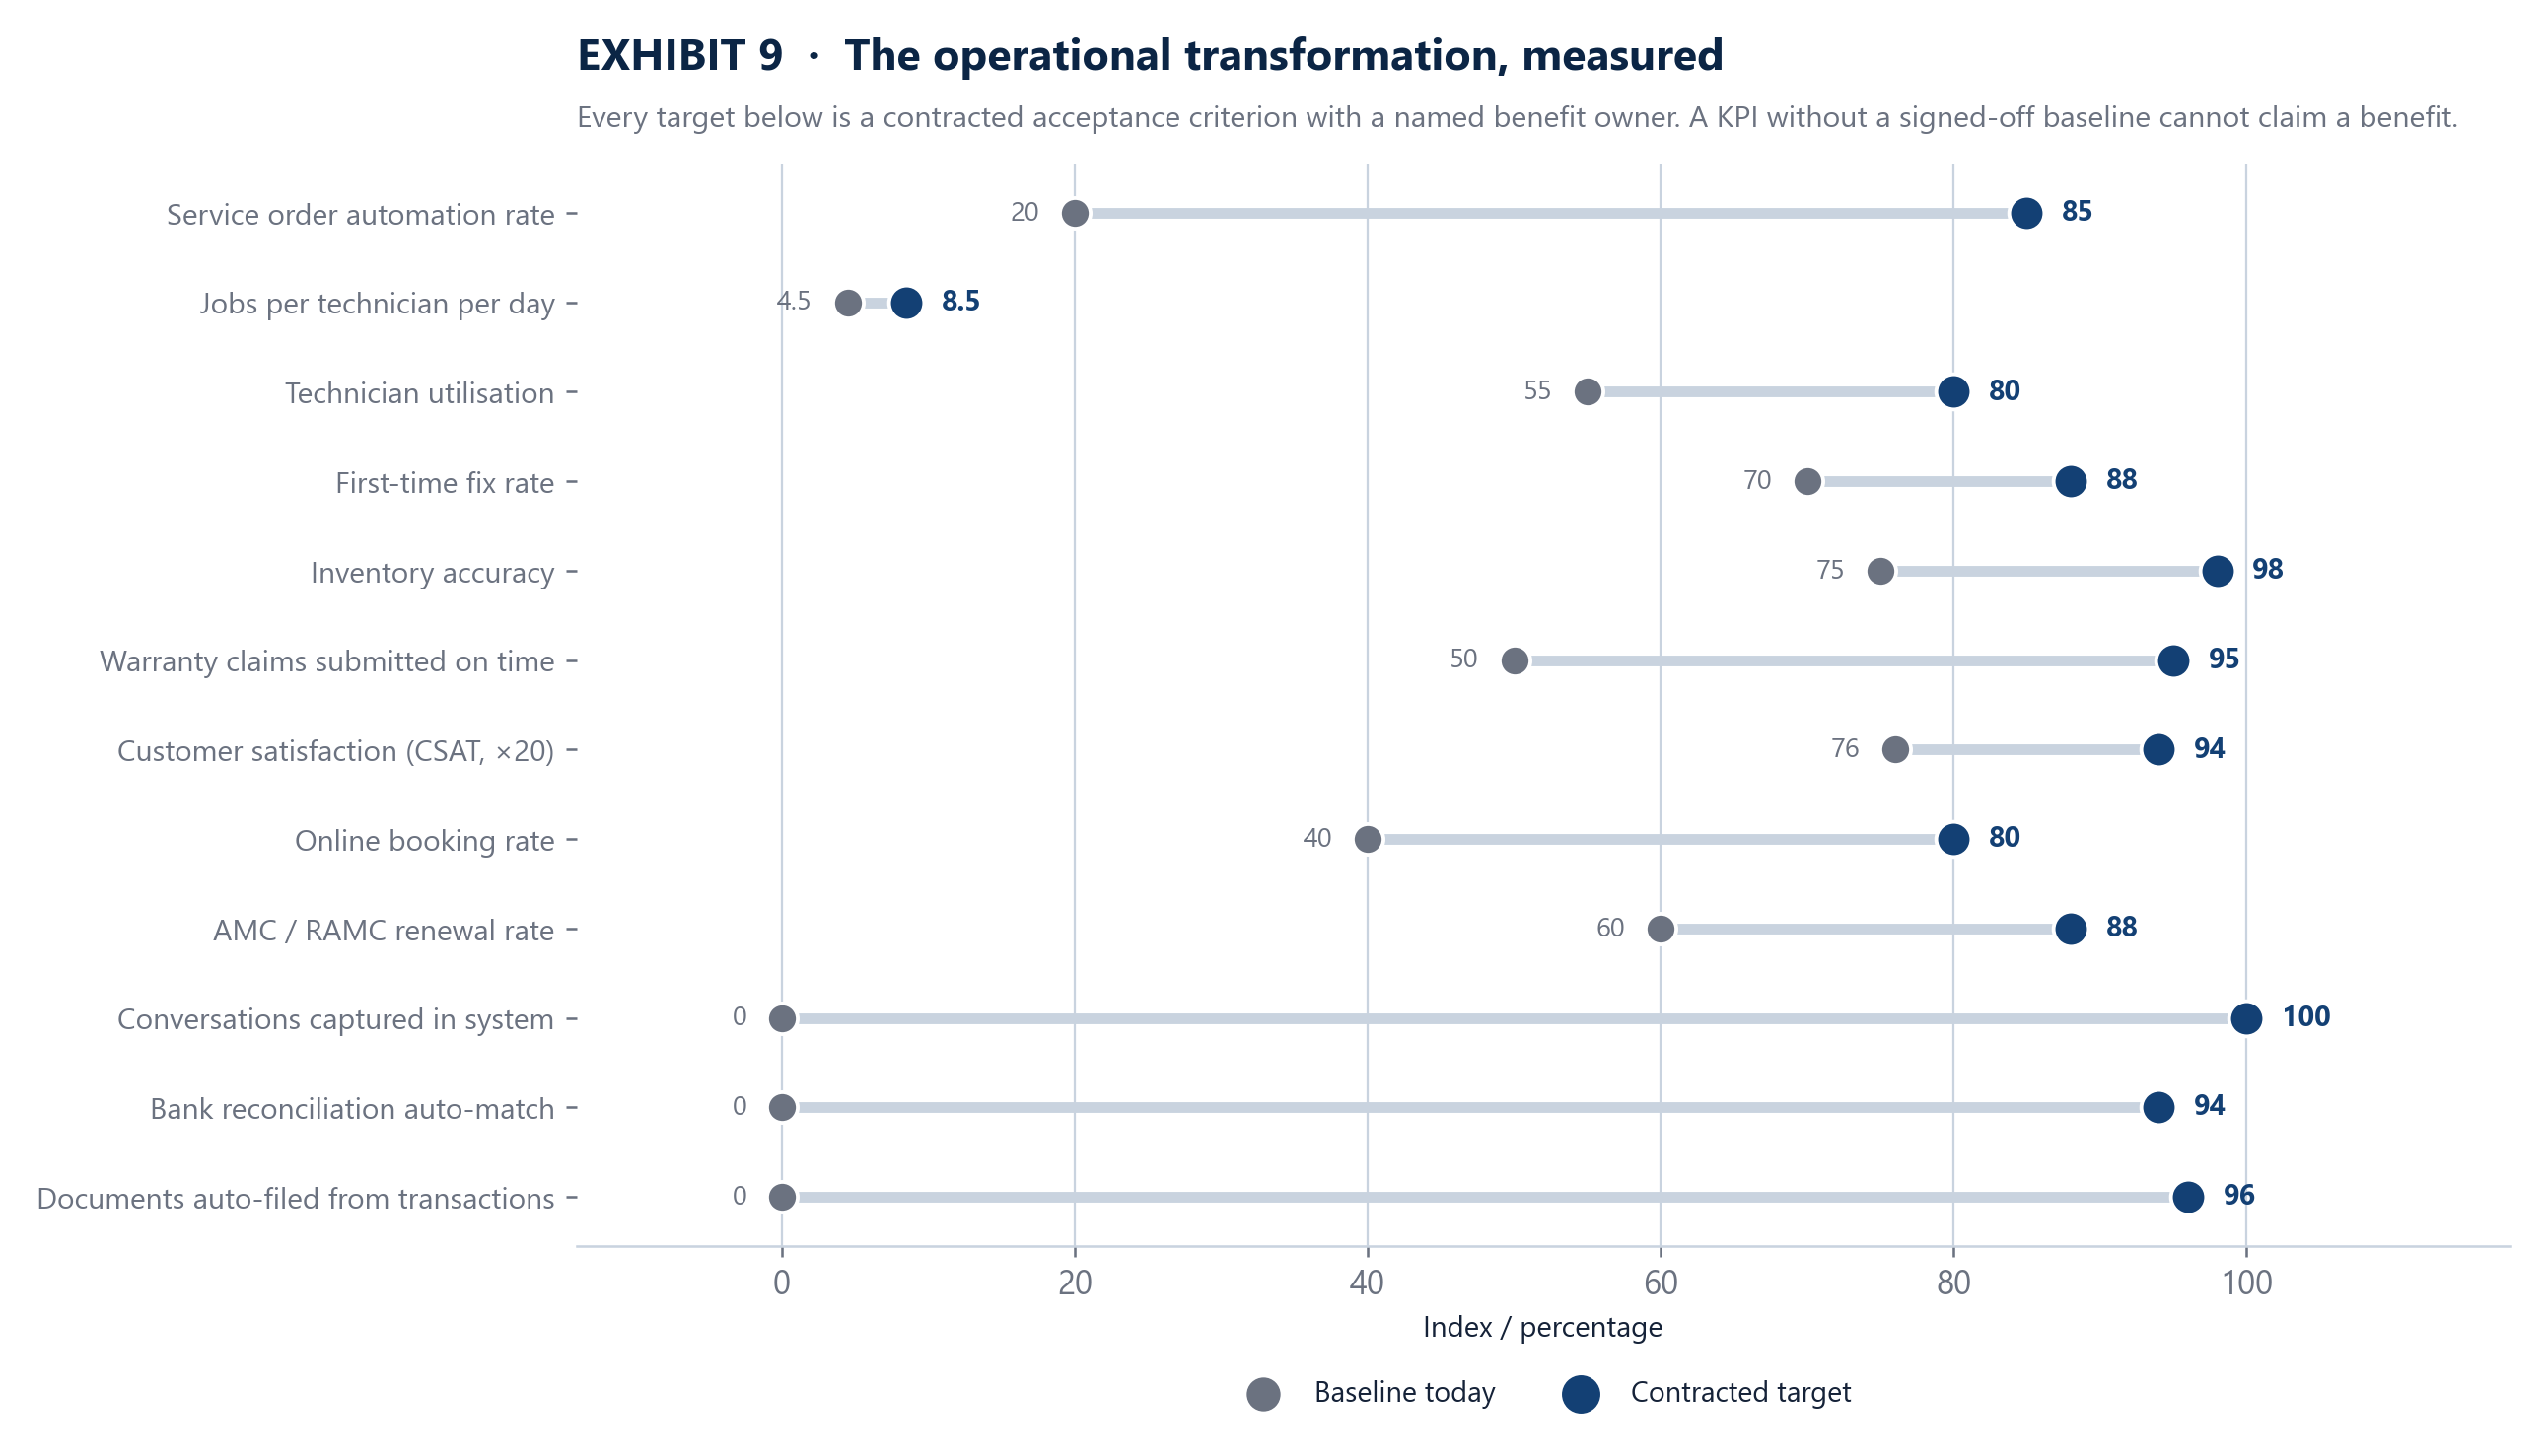 EXHIBIT 9 · The operational transformation, measured
Every target below is a contracted acceptance criterion with a named benefit owner. A KPI without a signed-off baseline cannot claim a benefit.
Service order automation rate 20 85
Jobs per technician per day 4.5 8.5
Technician utilisation 55 80
First-time fix rate 70 88
Inventory accuracy 75 98
Warranty claims submitted on time 50 95
Customer satisfaction (CSAT, ×20) 76 94
Online booking rate 40 80
AMC / RAMC renewal rate 60 88
Conversations captured in system 0 100
Bank reconciliation auto-match 0 94
Documents auto-filed from transactions 0 96
0 20 40 60 80 100
Index / percentage
Baseline today Contracted target